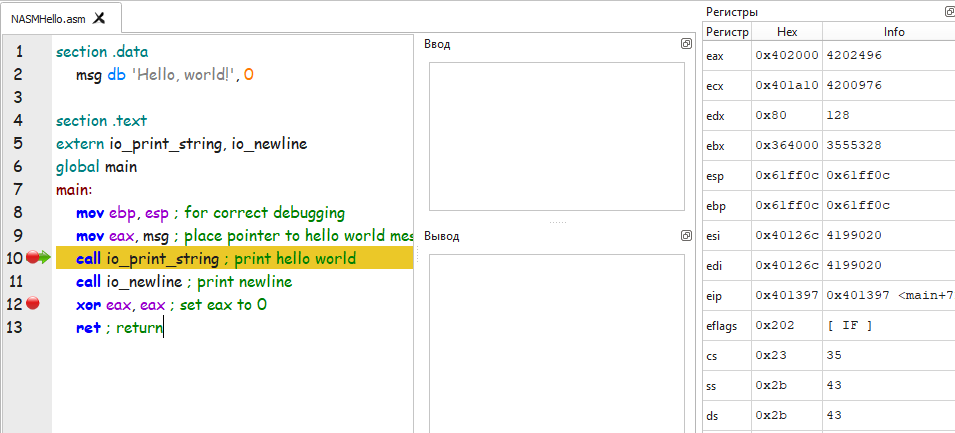 NASMHello.asm
1 section .data
2 msg db 'Hello, world!', 0
3
4 section .text
5 extern io_print_string, io_newline
6 global main
7 main:
8 mov ebp, esp ; for correct debugging
9 mov eax, msg ; place pointer to hello world mes
10 call io_print_string ; print hello world
11 call io_newline ; print newline
12 xor eax, eax ; set eax to 0
13 ret ; return
Ввод
Вывод
Регистры
Регистр Hex Info
eax 0x402000 4202496
ecx 0x401a10 4200976
edx 0x80 128
ebx 0x364000 3555328
esp 0x61ff0c 0x61ff0c
ebp 0x61ff0c 0x61ff0c
esi 0x40126c 4199020
edi 0x40126c 4199020
eip 0x401397 0x401397 <main+7
eflags 0x202 [ IF ]
cs 0x23 35
ss 0x2b 43
ds 0x2b 43